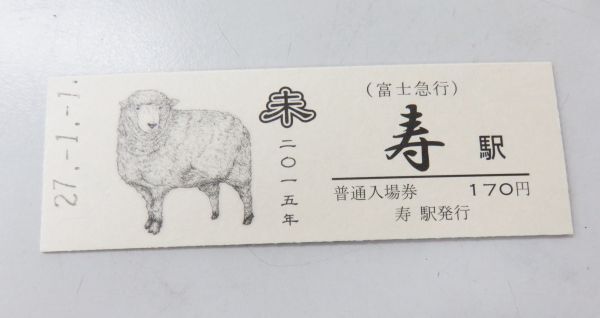 27.-1.-1.
未
二〇一五年
(富士急行)
寿駅
普通入場券 170円
寿 駅発行